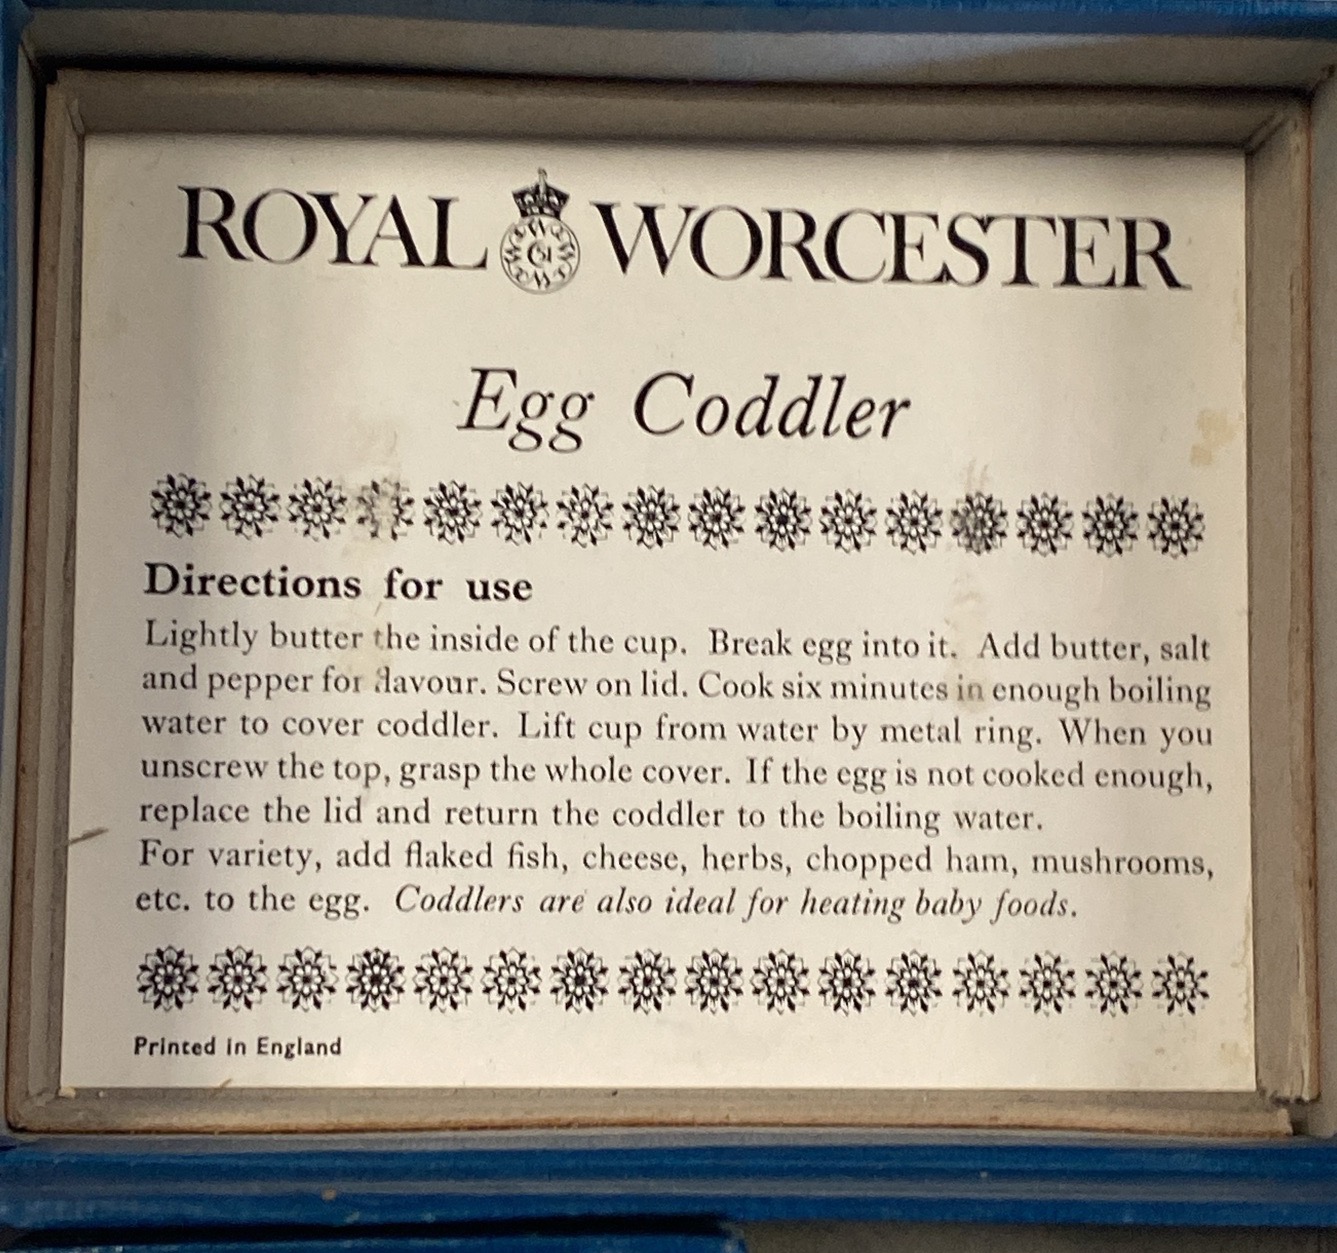 ROYAL WORCESTER
Egg Coddler
Directions for use
Lightly butter the inside of the cup. Break egg into it. Add butter, salt
and pepper for flavour. Screw on lid. Cook six minutes in enough boiling
water to cover coddler. Lift cup from water by metal ring. When you
unscrew the top, grasp the whole cover. If the egg is not cooked enough,
replace the lid and return the coddler to the boiling water.
For variety, add flaked fish, cheese, herbs, chopped ham, mushrooms,
etc. to the egg. Coddlers are also ideal for heating baby foods.
Printed in England